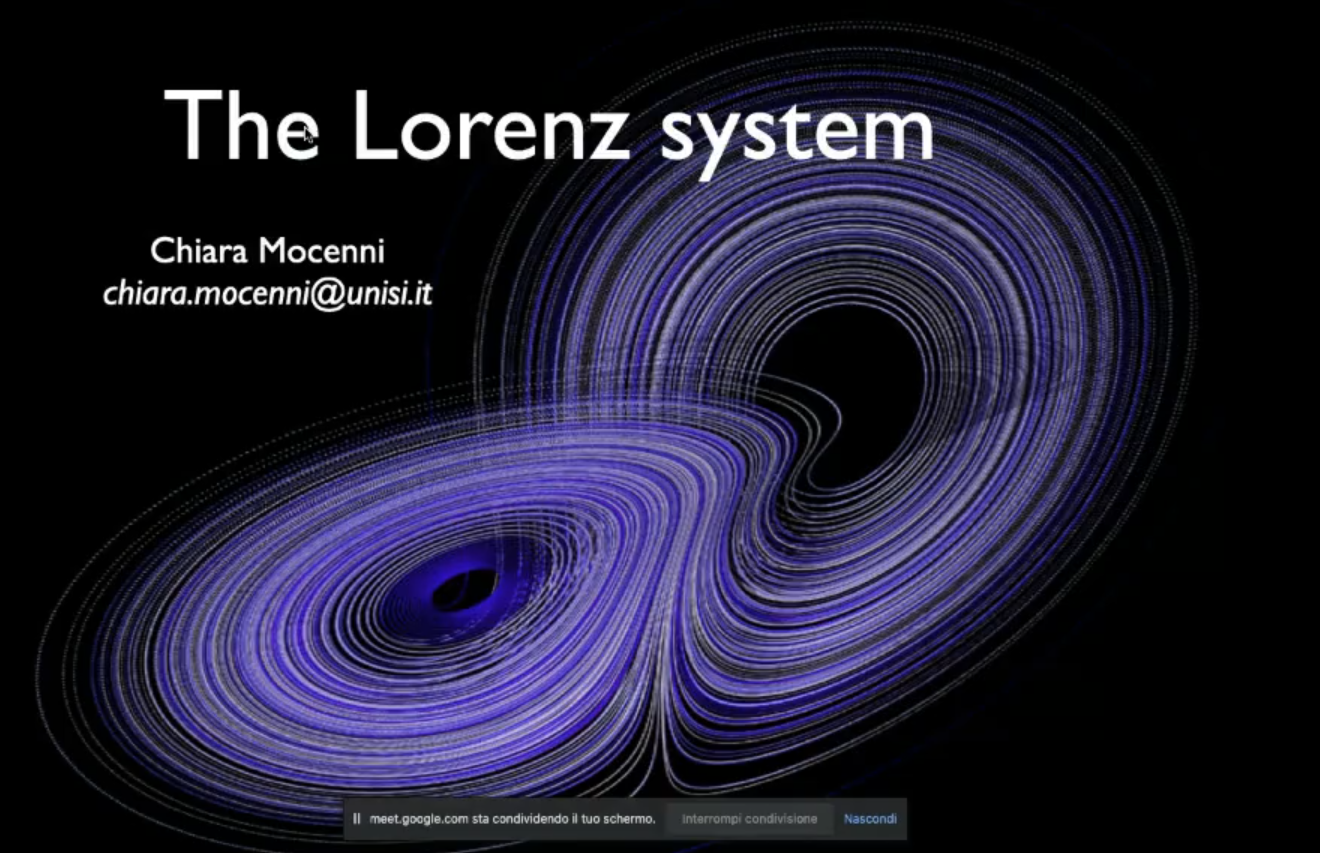 The Lorenz system
Chiara Mocenni
chiara.mocenni@unisi.it
meet.google.com sta condividendo il tuo schermo. Interrompi condivisione Nascondi